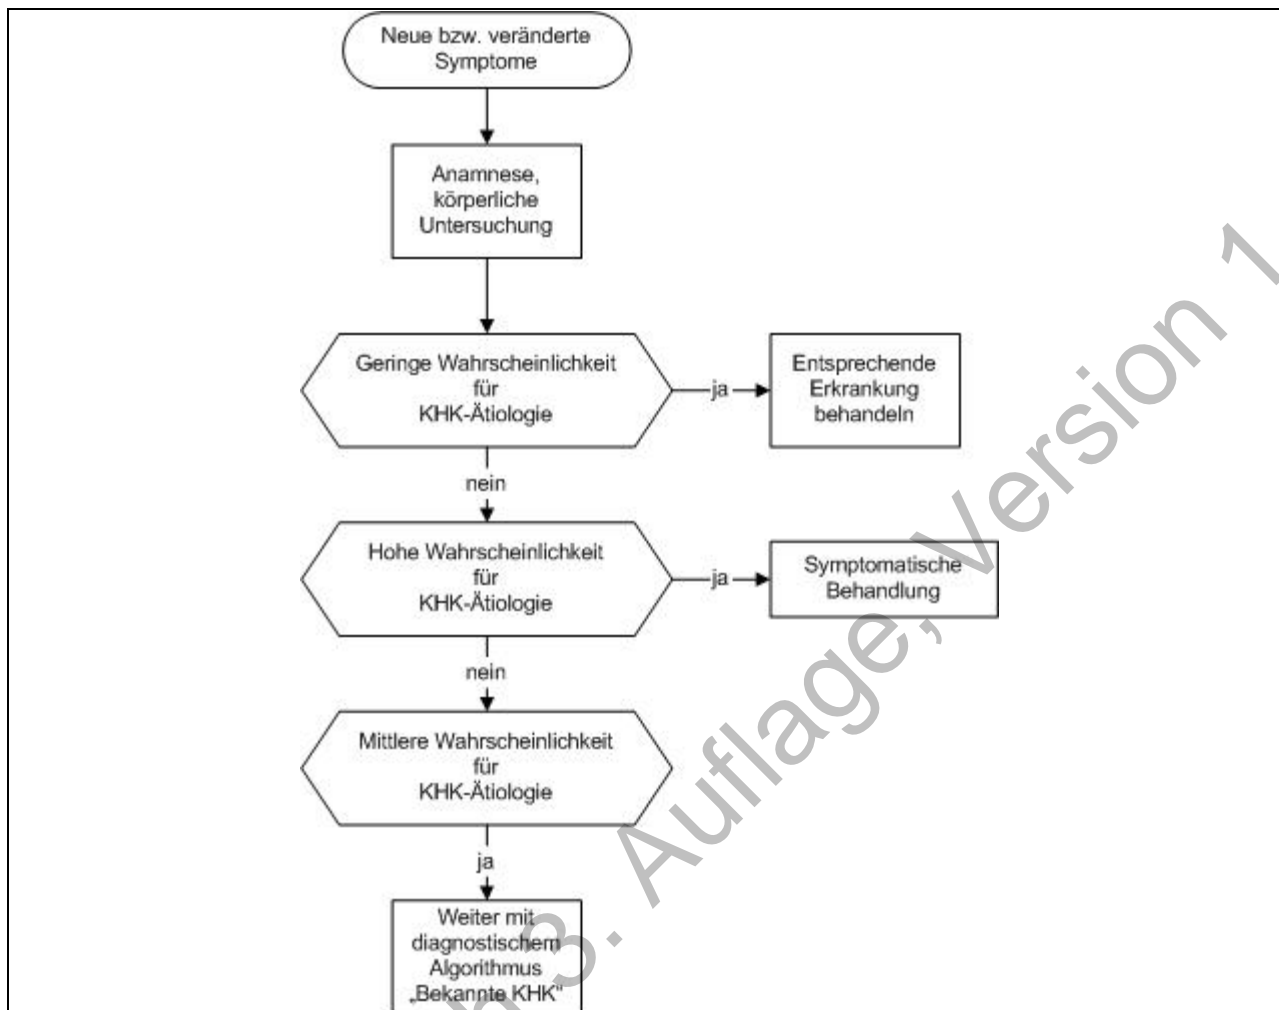 Neue bzw. veränderte
Symptome
Anamnese,
körperliche
Untersuchung
Geringe Wahrscheinlichkeit
für
KHK-Ätiologie
ja
Entsprechende
Erkrankung
behandeln
nein
Hohe Wahrscheinlichkeit
für
KHK-Ätiologie
ja
Symptomatische
Behandlung
nein
Mittlere Wahrscheinlichkeit
für
KHK-Ätiologie
ja
Weiter mit
diagnostischem
Algorithmus
„Bekannte KHK"
3. Auflage, Version 1